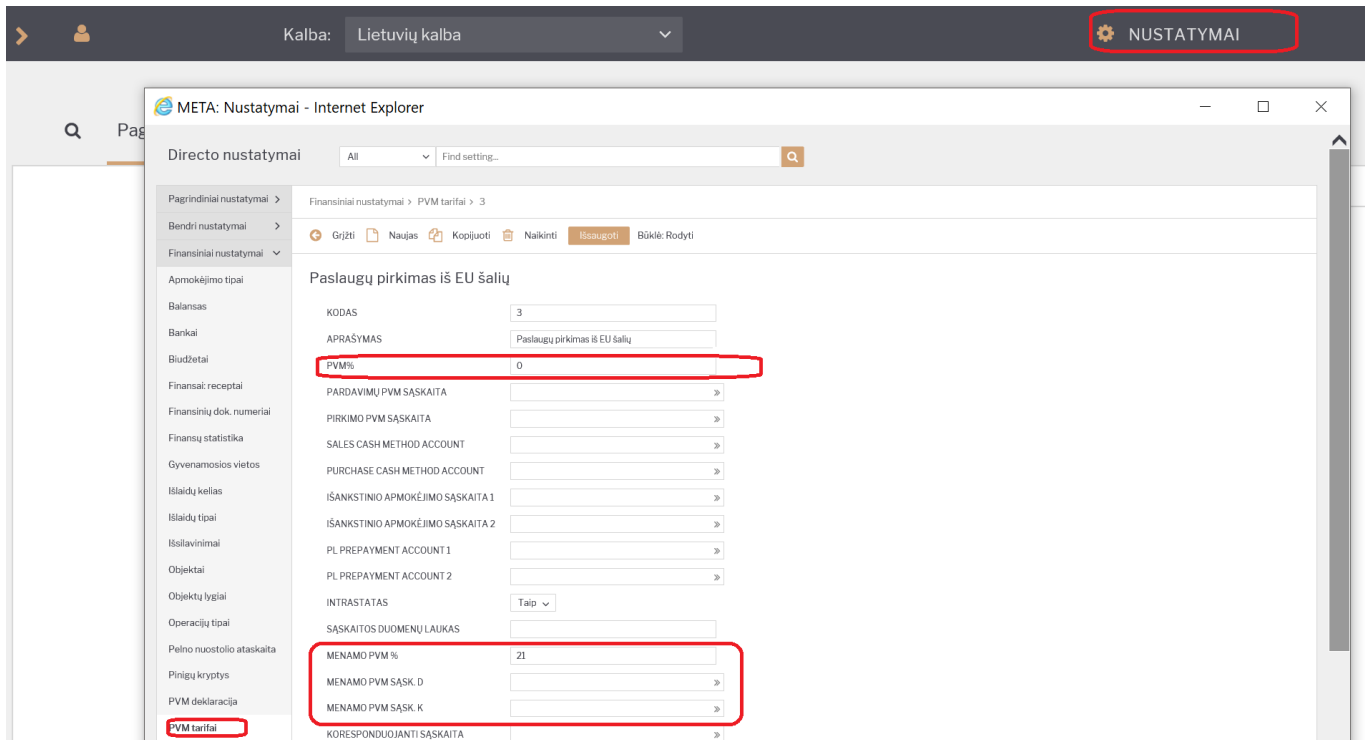 Kalba: Lietuvių kalba NUSTATYMAI
META: Nustatymai - Internet Explorer
Pag
Directo nustatymai All Find setting...
Pagrindiniai nustatymai
Bendri nustatymai
Finansiniai nustatymai
Apmokėjimo tipai
Balansas
Bankai
Biudžetai
Finansai: receptai
Finansinių dok. numeriai
Finansų statistika
Gyvenamosios vietos
Išlaidų kelias
Išlaidų tipai
Išsilavinimai
Objektai
Objektų lygiai
Operacijų tipai
Pelno nuostolio ataskaita
Pinigų kryptys
PVM deklaracija
PVM tarifai
Finansiniai nustatymai > PVM tarifai > 3
Grįžti Naujas Kopijuoti Naikinti Išsaugoti Būklė: Rodyti
Paslaugų pirkimas iš EU šalių
KODAS 3
APRAŠYMAS Paslaugų pirkimas iš EU šalių
PVM% 0
PARDAVIMŲ PVM SĄSKAITA
PIRKIMO PVM SĄSKAITA
SALES CASH METHOD ACCOUNT
PURCHASE CASH METHOD ACCOUNT
IŠANKSTINIO APMOKĖJIMO SĄSKAITA 1
IŠANKSTINIO APMOKĖJIMO SĄSKAITA 2
PL PREPAYMENT ACCOUNT 1
PL PREPAYMENT ACCOUNT 2
INTRASTATAS Taip
SĄSKAITOS DUOMENŲ LAUKAS
MENAMO PVM % 21
MENAMO PVM SĄSK. D
MENAMO PVM SĄSK. K
KORESPONDUOJANTI SĄSKAITA